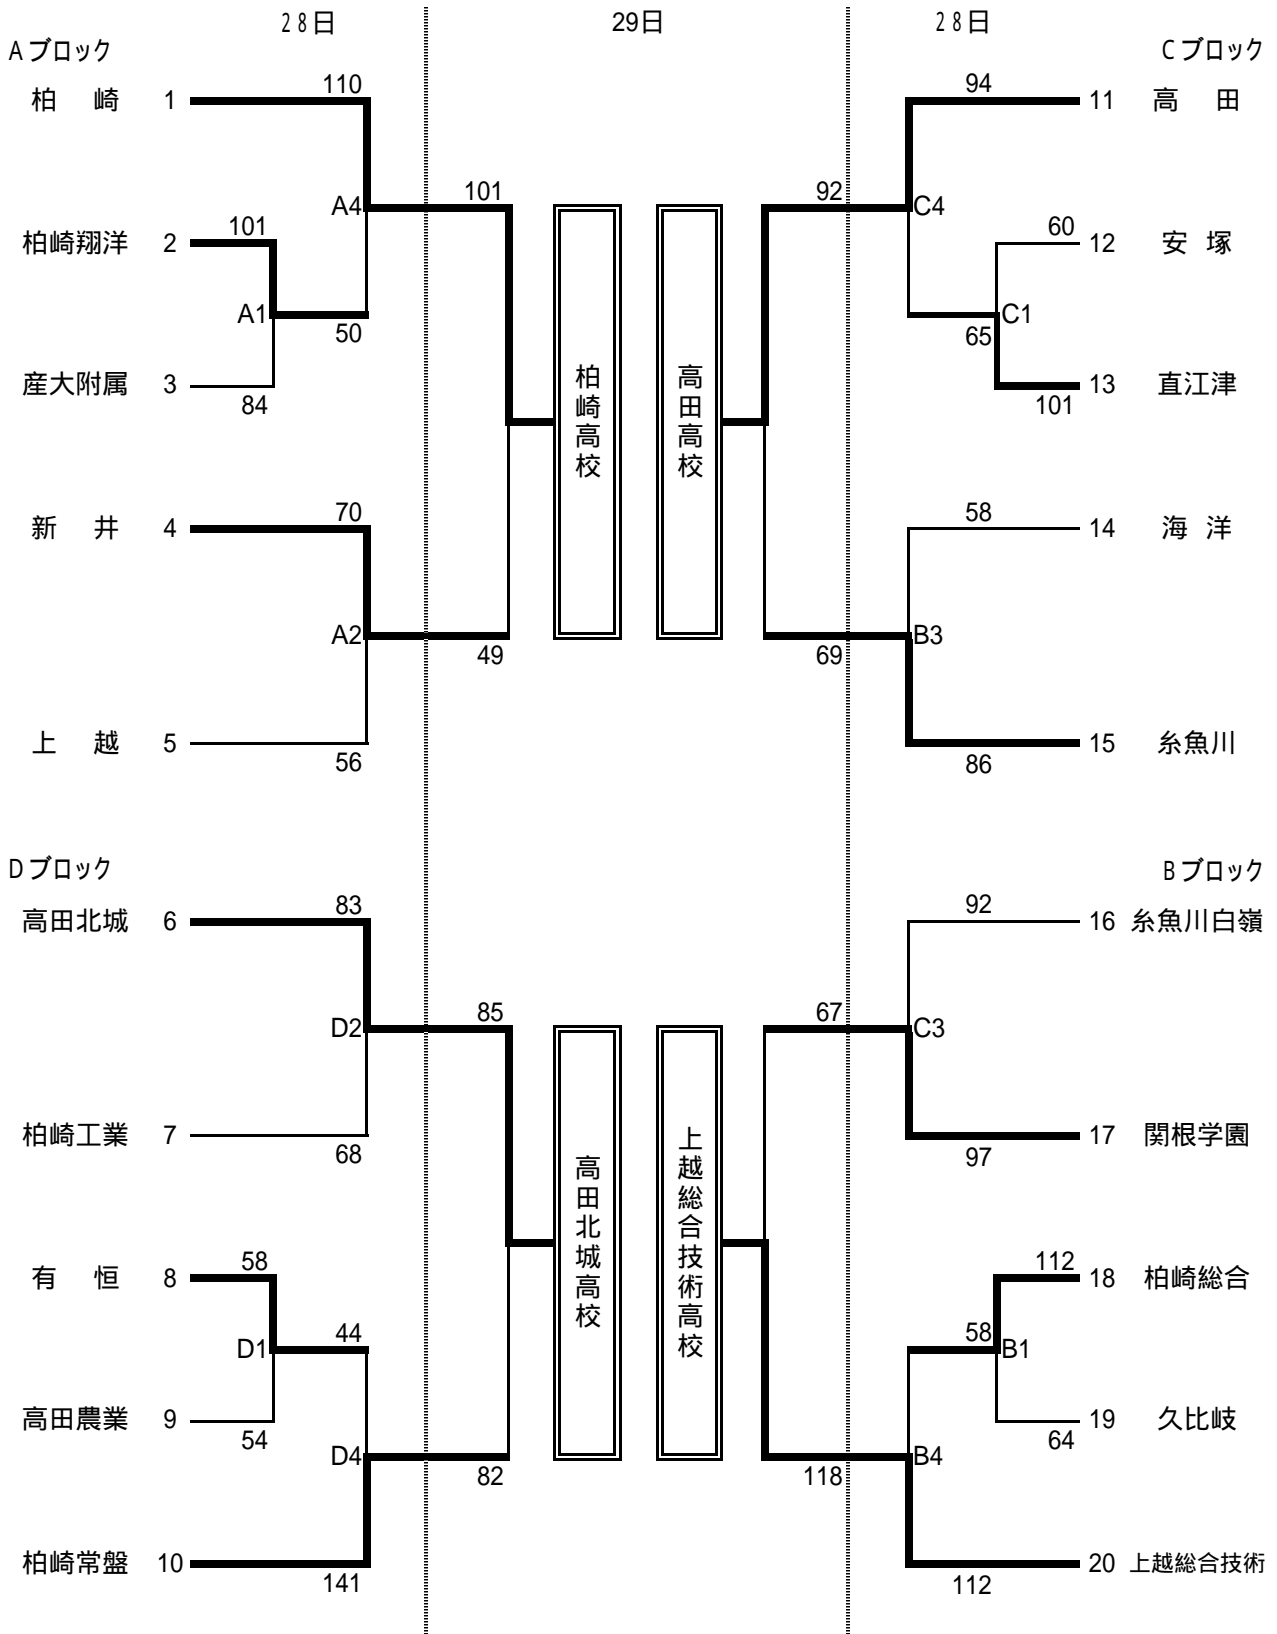 28日 29日 28日
Aブロック Cブロック
柏崎 1 110 94 11 高田
A4 101 92 C4
柏崎翔洋 2 101 60 12 安塚
A1 50 65 C1
産大附属 3 84 101 13 直江津
柏崎高校 高田高校
新井 4 70 58 14 海洋
A2 49 69 B3
上越 5 56 86 15 糸魚川
Dブロック Bブロック
高田北城 6 83 92 16 糸魚川白嶺
D2 85 67 C3
柏崎工業 7 68 97 17 関根学園
高田北城高校 上越総合技術高校
有恒 8 58 112 18 柏崎総合
D1 44 58 B1
高田農業 9 54 64 19 久比岐
D4 82 118 B4
柏崎常盤 10 141 112 20 上越総合技術